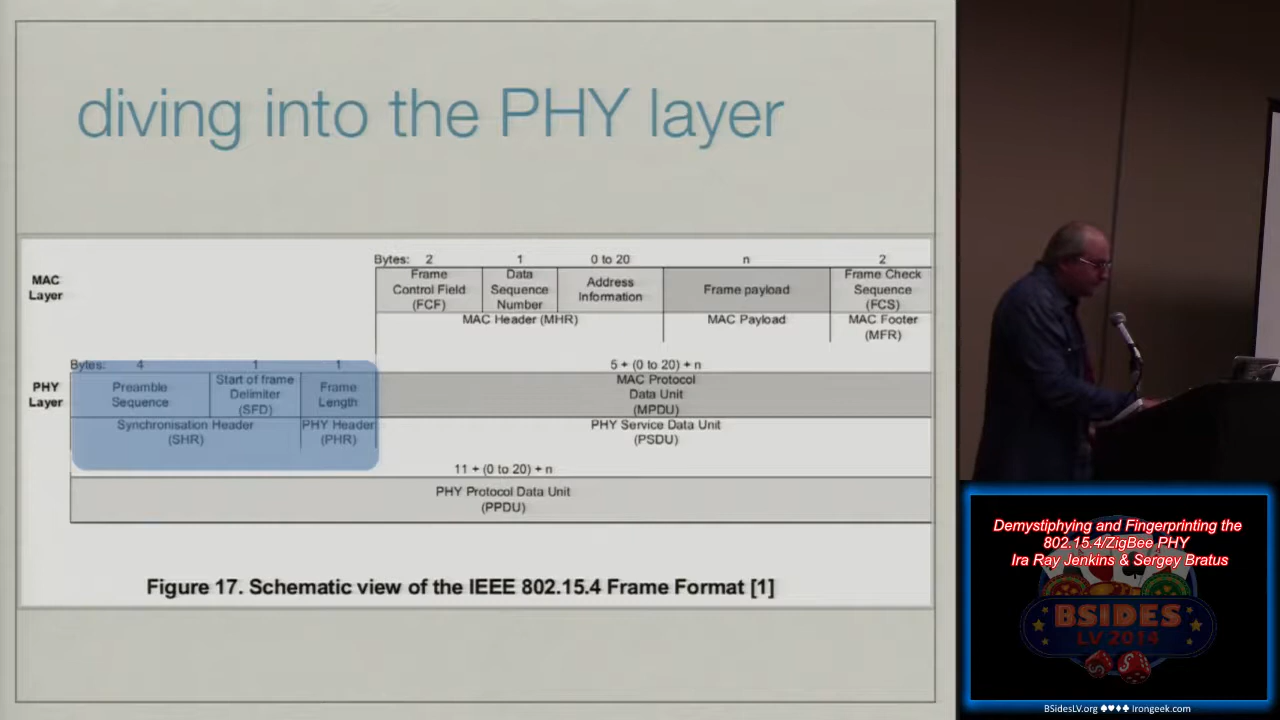 diving into the PHY layer
Bytes: 2 1 0 to 20 n 2
MAC
Layer
Frame
Control Field
(FCF)
Data
Sequence
Number
Address
Information
Frame payload
Frame Check
Sequence
(FCS)
MAC Header (MHR)
MAC Payload
MAC Footer
(MFR)
Bytes: 4 1 1 5 + (0 to 20) + n
PHY
Layer
Preamble
Sequence
Start of frame
Delimiter
(SFD)
Frame
Length
MAC Protocol
Data Unit
(MPDU)
Synchronisation Header
(SHR)
PHY Header
(PHR)
PHY Service Data Unit
(PSDU)
11 + (0 to 20) + n
PHY Protocol Data Unit
(PPDU)
Figure 17. Schematic view of the IEEE 802.15.4 Frame Format [1]
Demystiphying and Fingerprinting the
802.15.4/ZigBee PHY
Ira Ray Jenkins & Sergey Bratus
BSIDES
LV 2014
BSidesLV.org ♠♥♦♣ Irongeek.com